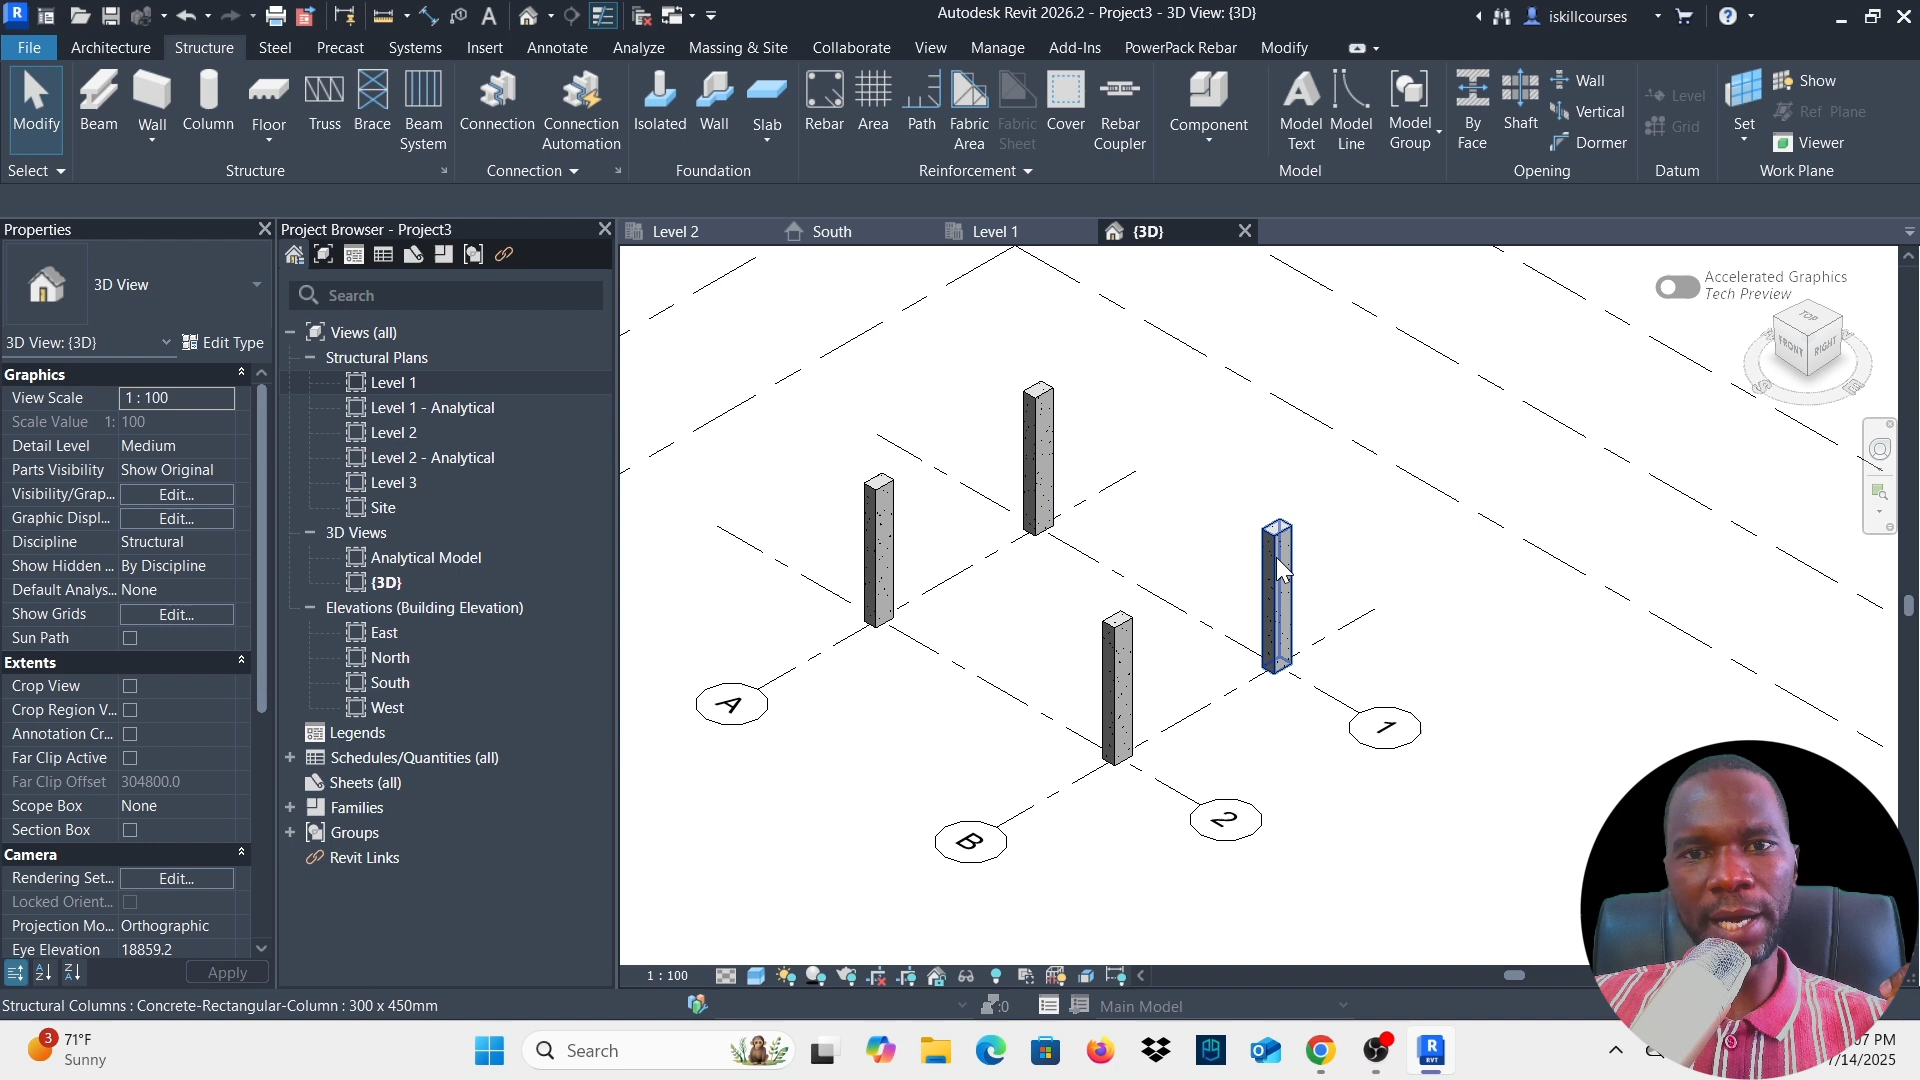 Autodesk Revit 2026.2 - Project3 - 3D View: {3D}
iskillcourses
File Architecture Structure Steel Precast Systems Insert Annotate Analyze Massing & Site Collaborate View Manage Add-Ins PowerPack Rebar Modify
Modify Beam Wall Column Floor Truss Brace Beam System Connection Connection Automation Isolated Wall Slab Rebar Area Path Fabric Area Fabric Sheet Cover Rebar Coupler Component Model Text Model Line Model Group By Face Shaft Wall Vertical Dormer Level Grid Set Show Ref Plane Viewer
Select Structure Connection Foundation Reinforcement Model Opening Datum Work Plane
Properties
3D View
3D View: {3D} Edit Type
Graphics
View Scale 1 : 100
Scale Value 1: 100
Detail Level Medium
Parts Visibility Show Original
Visibility/Grap... Edit...
Graphic Displ... Edit...
Discipline Structural
Show Hidden ... By Discipline
Default Analys... None
Show Grids Edit...
Sun Path
Extents
Crop View
Crop Region V...
Annotation Cr...
Far Clip Active
Far Clip Offset 304800.0
Scope Box None
Section Box
Camera
Rendering Set... Edit...
Locked Orient...
Projection Mo... Orthographic
Eye Elevation 18859.2
Apply
Project Browser - Project3
Search
Views (all)
Structural Plans
Level 1
Level 1 - Analytical
Level 2
Level 2 - Analytical
Level 3
Site
3D Views
Analytical Model
{3D}
Elevations (Building Elevation)
East
North
South
West
Legends
Schedules/Quantities (all)
Sheets (all)
Families
Groups
Revit Links
Level 2 South Level 1 {3D}
Accelerated Graphics
Tech Preview
TOP
FRONT RIGHT
A
B
1
2
1 : 100
Structural Columns : Concrete-Rectangular-Column : 300 x 450mm
:0
Main Model
3
71°F
Sunny
Search
07 PM
/14/2025